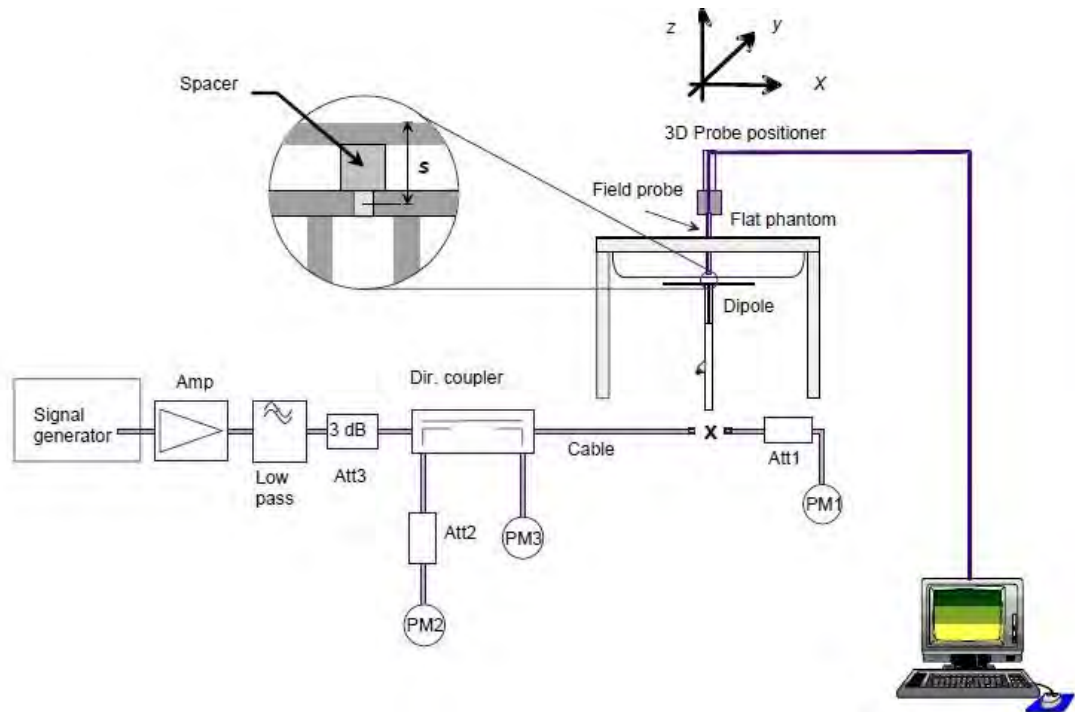 z
y
X
Spacer
s
3D Probe positioner
Field probe
Flat phantom
Dipole
Dir. coupler
Amp
Signal
generator
3 dB
Low
pass
Att3
Cable
x
Att1
PM1
Att2
PM3
PM2